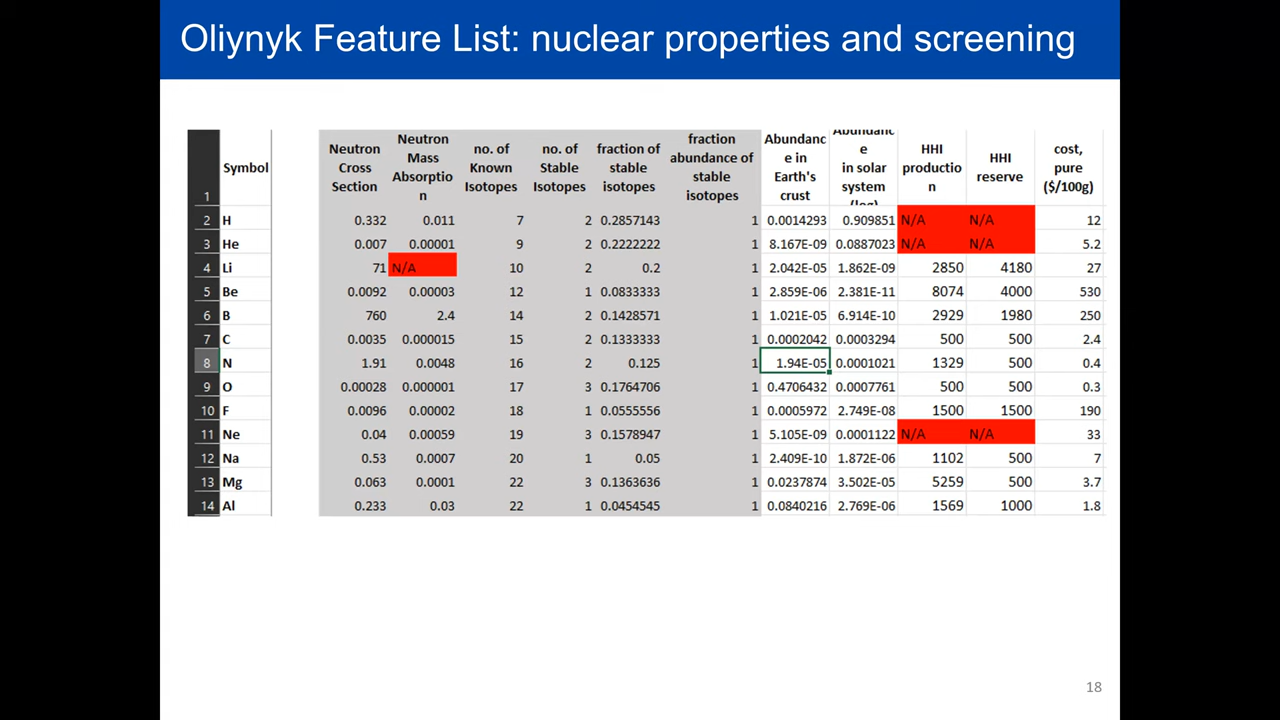 Oliynyk Feature List: nuclear properties and screening
1 Symbol Neutron Cross Section Neutron Mass Absorption no. of Known Isotopes no. of Stable Isotopes fraction of stable isotopes fraction abundance of stable isotopes Abundance in Earth's crust Abundance in solar system (log) HHI production HHI reserve cost, pure ($/100g)
2 H 0.332 0.011 7 2 0.2857143 1 0.0014293 0.909851 N/A N/A 12
3 He 0.007 0.00001 9 2 0.2222222 1 8.167E-09 0.0887023 N/A N/A 5.2
4 Li 71 N/A 10 2 0.2 1 2.042E-05 1.862E-09 2850 4180 27
5 Be 0.0092 0.00003 12 1 0.0833333 1 2.859E-06 2.381E-11 8074 4000 530
6 B 760 2.4 14 2 0.1428571 1 1.021E-05 6.914E-10 2929 1980 250
7 C 0.0035 0.000015 15 2 0.1333333 1 0.0002042 0.0003294 500 500 2.4
8 N 1.91 0.0048 16 2 0.125 1 1.94E-05 0.0001021 1329 500 0.4
9 O 0.00028 0.000001 17 3 0.1764706 1 0.4706432 0.0007761 500 500 0.3
10 F 0.0096 0.00002 18 1 0.0555556 1 0.0005972 2.749E-08 1500 1500 190
11 Ne 0.04 0.00059 19 3 0.1578947 1 5.105E-09 0.0001122 N/A N/A 33
12 Na 0.53 0.0007 20 1 0.05 1 2.409E-10 1.872E-06 1102 500 7
13 Mg 0.063 0.0001 22 3 0.1363636 1 0.0237874 3.502E-05 5259 500 3.7
14 Al 0.233 0.03 22 1 0.0454545 1 0.0840216 2.769E-06 1569 1000 1.8
18